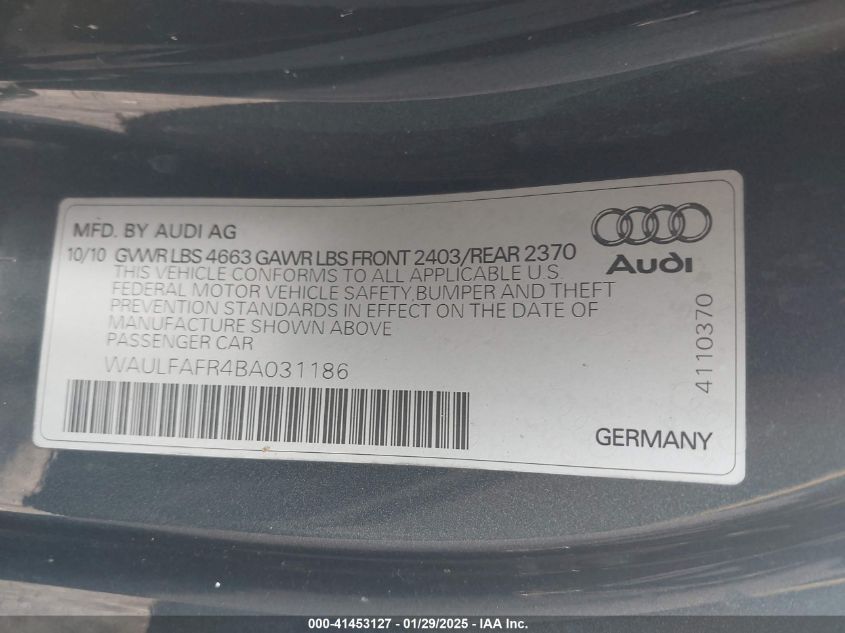 MFD. BY AUDI AG
10/10 GVWR LBS 4663 GAWR LBS FRONT 2403/REAR 2370
THIS VEHICLE CONFORMS TO ALL APPLICABLE U.S.
FEDERAL MOTOR VEHICLE SAFETY,BUMPER AND THEFT
PREVENTION STANDARDS IN EFFECT ON THE DATE OF
MANUFACTURE SHOWN ABOVE
PASSENGER CAR
WAULFAFR4BA031186
Audi
4110370
GERMANY
000-41453127 - 01/29/2025 - IAA Inc.